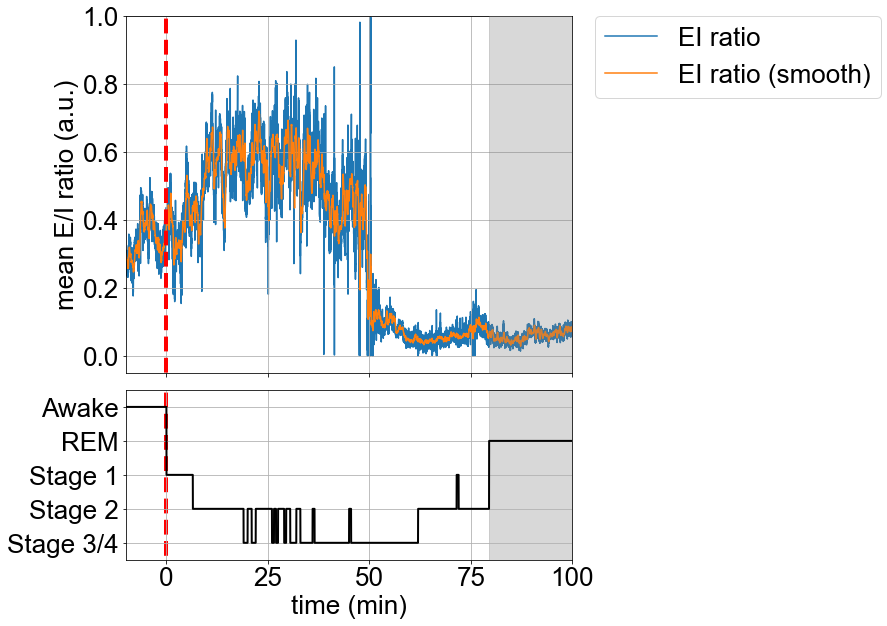 1.0
0.8
0.6
0.4
0.2
0.0
mean E/I ratio (a.u.)
EI ratio
EI ratio (smooth)
Awake
REM
Stage 1
Stage 2
Stage 3/4
0 25 50 75 100
time (min)